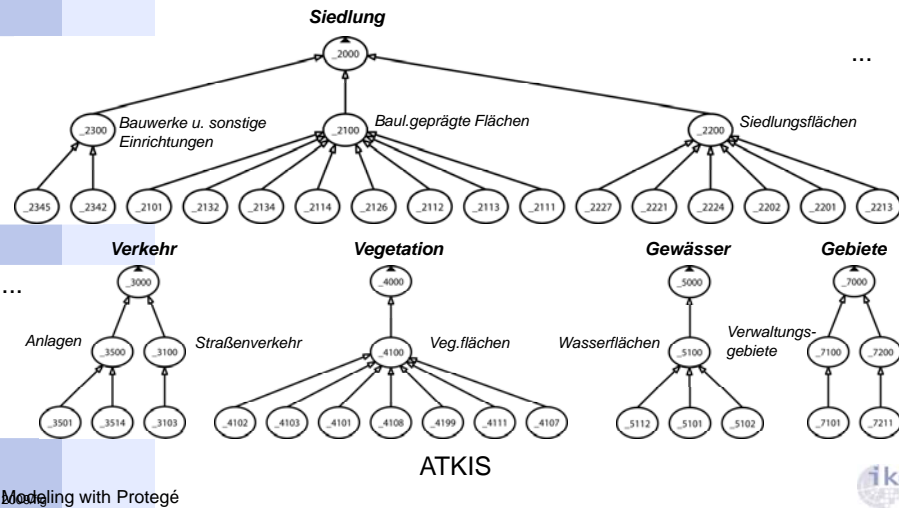 Siedlung
_2000
...
_2300
Bauwerke u. sonstige
Einrichtungen
_2100
Baul.geprägte Flächen
_2200
Siedlungsflächen
_2345 _2342 _2101 _2132 _2134 _2114 _2126 _2112 _2113 _2111 _2227 _2221 _2224 _2202 _2201 _2213
Verkehr Vegetation Gewässer Gebiete
... _3000 _4000 _5000 _7000
Anlagen _3500 _3100 Straßenverkehr _4100 Veg.flächen Wasserflächen _5100 Verwaltungs-
gebiete _7100 _7200
_3501 _3514 _3103 _4102 _4103 _4101 _4108 _4199 _4111 _4107 _5112 _5101 _5102 _7101 _7211
ATKIS
Modeling with Protegé
ik